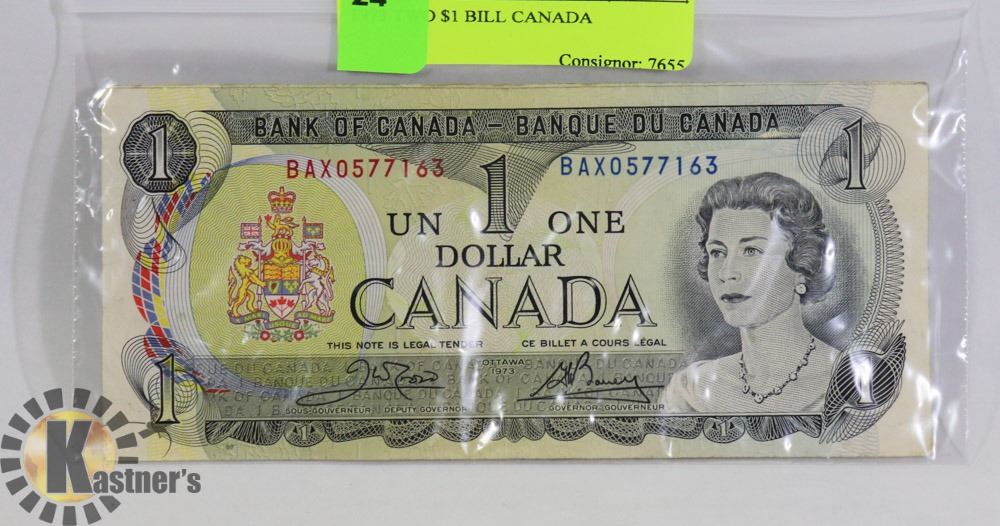 24
TWO $1 BILL CANADA
Consignor: 7655
1 BANK OF CANADA – BANQUE DU CANADA 1
BAX0577163 BAX0577163
UN 1 ONE
DOLLAR
CANADA
THIS NOTE IS LEGAL TENDER CE BILLET A COURS LEGAL
OTTAWA
1973
SOUS-GOUVERNEUR DEPUTY GOVERNOR GOVERNOR GOUVERNEUR
1 1
1 1
Kastner's